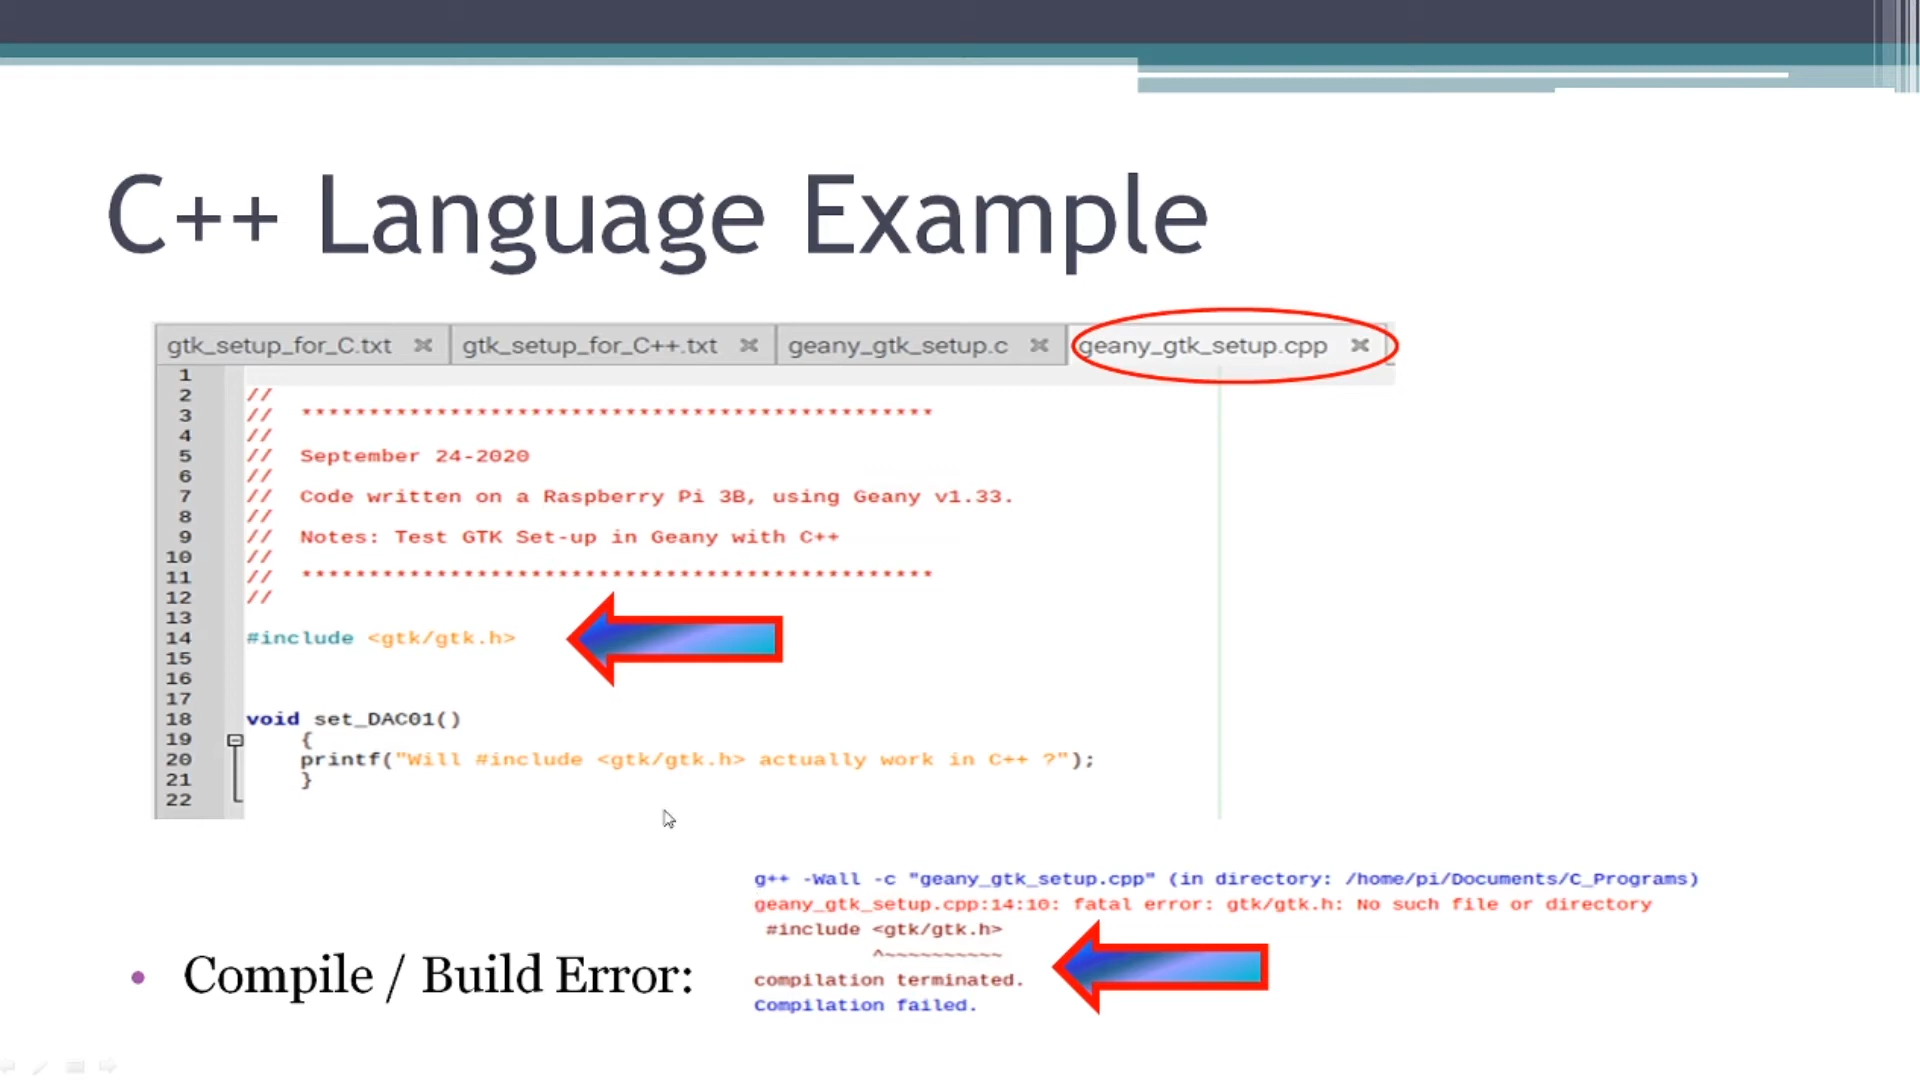 C++ Language Example
gtk_setup_for_C.txt gtk_setup_for_C++.txt geany_gtk_setup.c geany_gtk_setup.cpp
1
2 //
3 // ***********************************************
4 //
5 // September 24-2020
6 //
7 // Code written on a Raspberry Pi 3B, using Geany v1.33.
8 //
9 // Notes: Test GTK Set-up in Geany with C++
10 //
11 // ***********************************************
12 //
13
14 #include <gtk/gtk.h>
15
16
17
18 void set_DAC01()
19 {
20 printf("Will #include <gtk/gtk.h> actually work in C++ ?");
21 }
22
g++ -Wall -c "geany_gtk_setup.cpp" (in directory: /home/pi/Documents/C_Programs)
geany_gtk_setup.cpp:14:10: fatal error: gtk/gtk.h: No such file or directory
#include <gtk/gtk.h>
^~~~~~~~~~~
compilation terminated.
Compilation failed.
• Compile / Build Error: